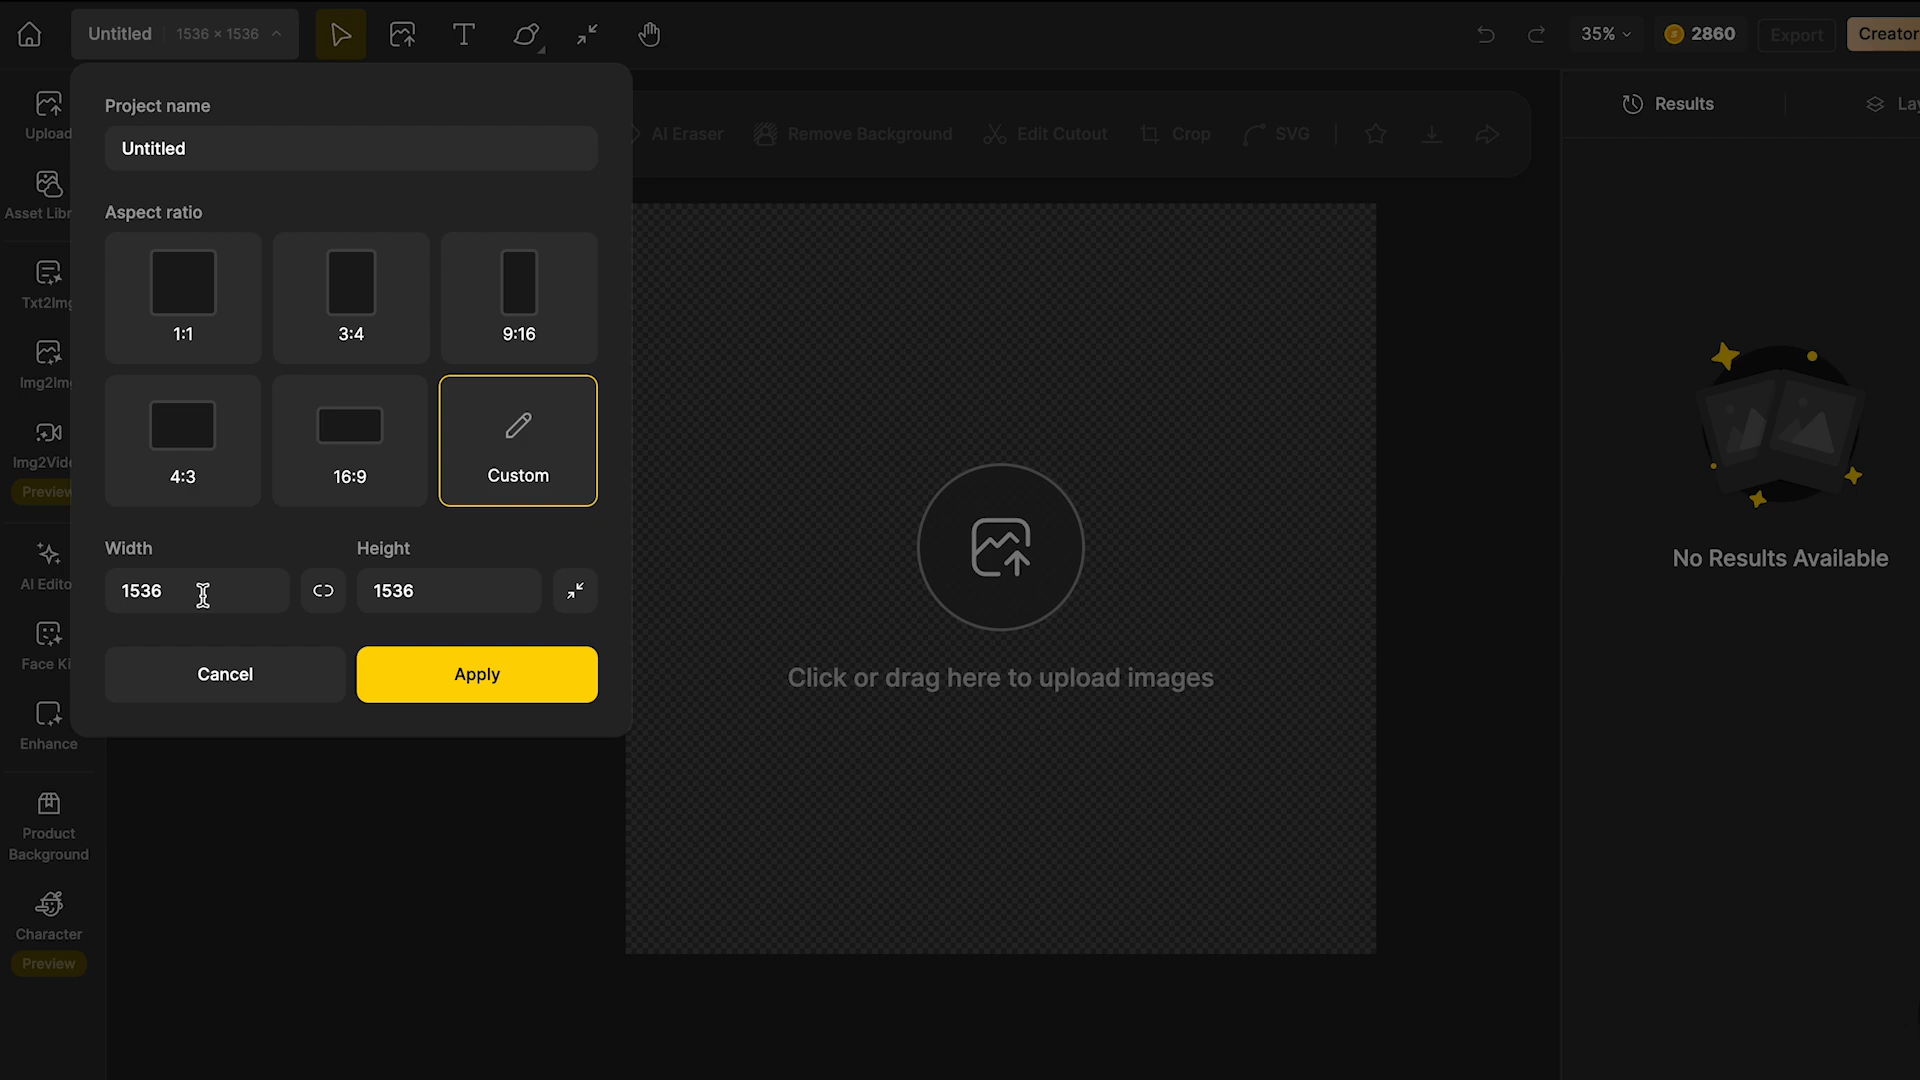 Untitled 1536 × 1536
35% 2860 Export Creator
Project name
Untitled
Aspect ratio
1:1 3:4 9:16
4:3 16:9 Custom
Width Height
1536 1536
Cancel Apply
Upload
Asset Libr
Txt2Img
Img2Im
Img2Vide
Preview
AI Edito
Face Ki
Enhance
Product
Background
Character
Preview
AI Eraser Remove Background Edit Cutout Crop SVG
Click or drag here to upload images
Results Lay
No Results Available